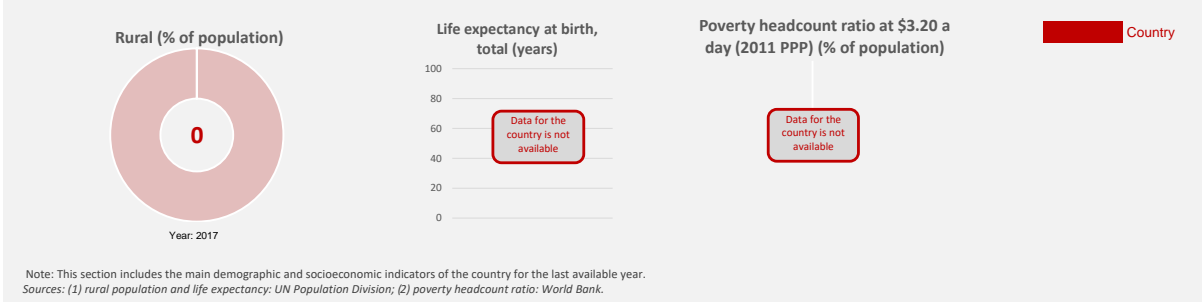 Rural (% of population)
0
Year: 2017
Life expectancy at birth,
total (years)
100
80
60
40
20
0
Data for the
country is not
available
Poverty headcount ratio at $3.20 a
day (2011 PPP) (% of population)
Data for the
country is not
available
Country
Note: This section includes the main demographic and socioeconomic indicators of the country for the last available year.
Sources: (1) rural population and life expectancy: UN Population Division; (2) poverty headcount ratio: World Bank.